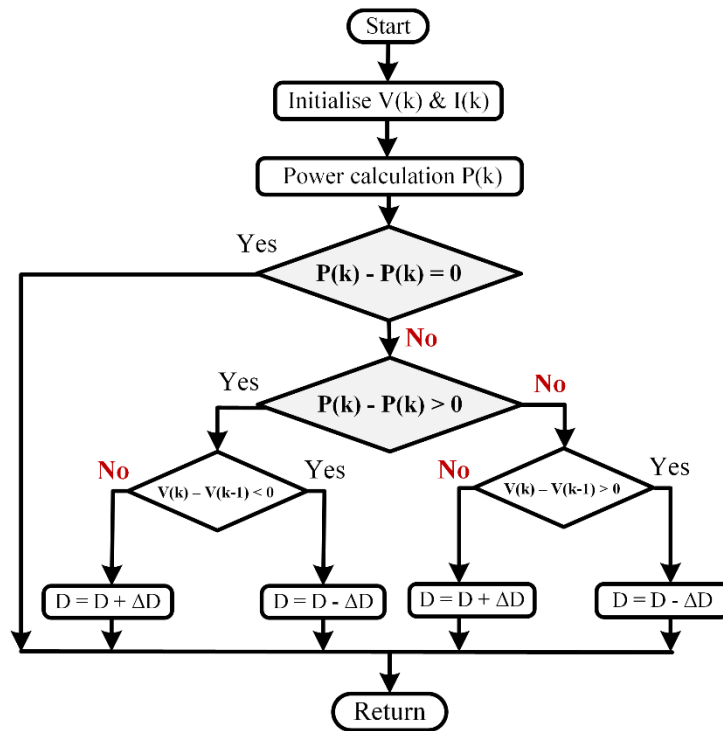 Start
Initialise V(k) & I(k)
Power calculation P(k)
Yes
P(k) - P(k) = 0
No
Yes
No
P(k) - P(k) > 0
No
Yes
No
Yes
V(k) – V(k-1) < 0
V(k) – V(k-1) > 0
D = D + ΔD
D = D - ΔD
D = D + ΔD
D = D - ΔD
Return